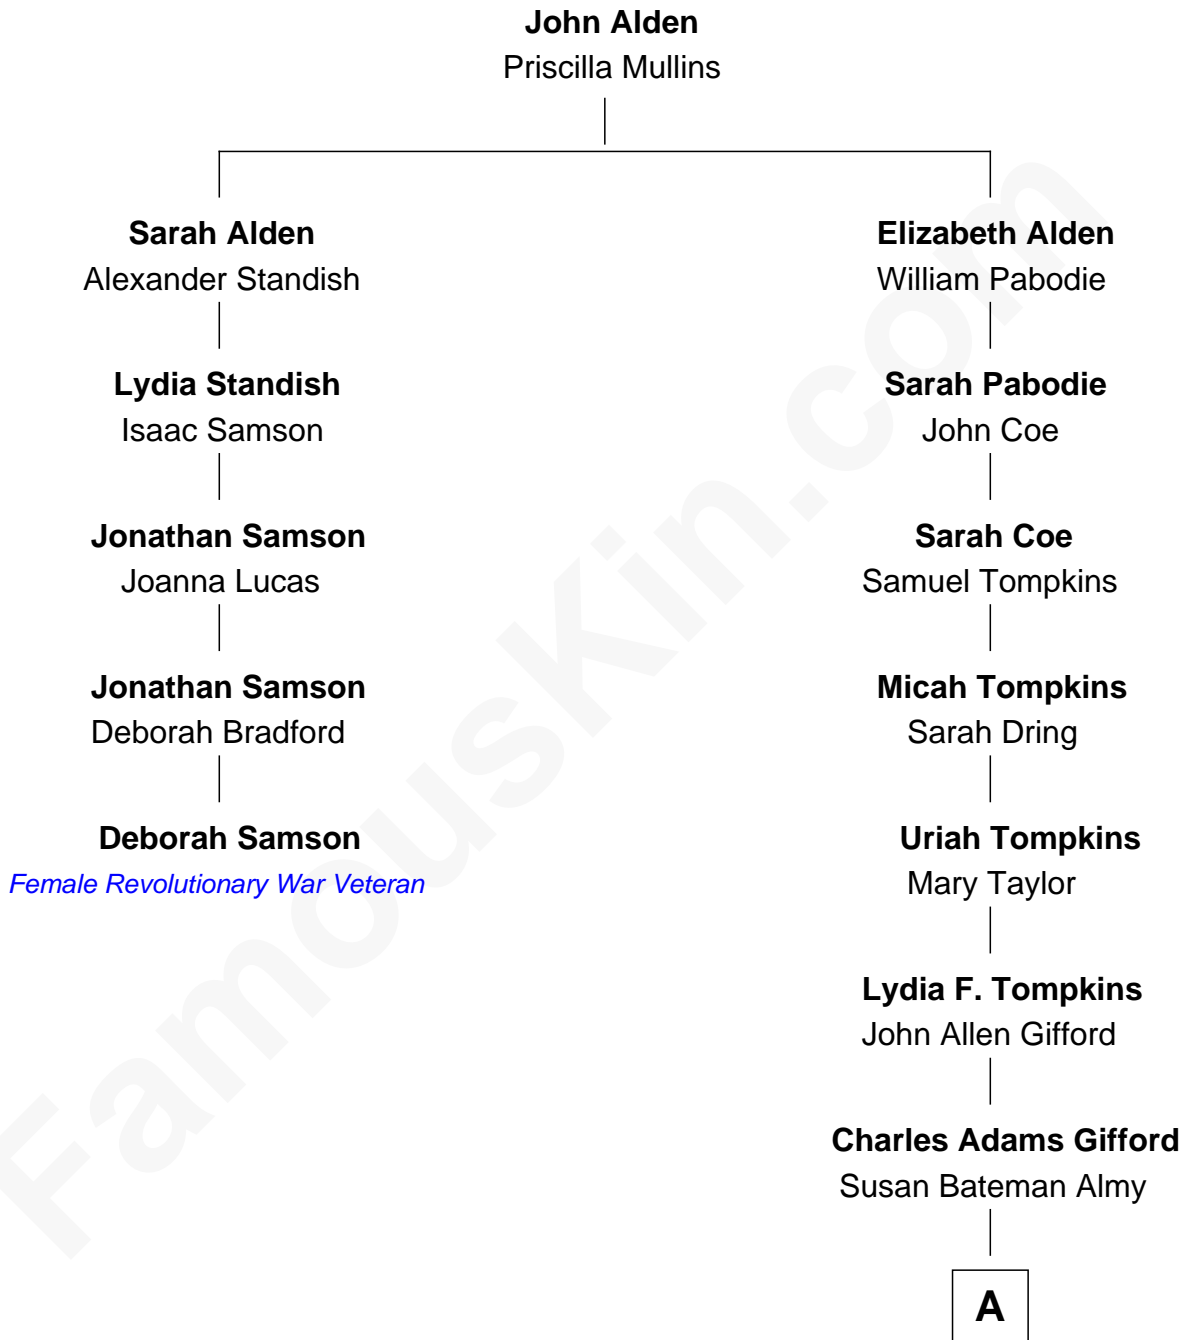 John Alden
Priscilla Mullins
Sarah Alden
Alexander Standish
Lydia Standish
Isaac Samson
Jonathan Samson
Joanna Lucas
Jonathan Samson
Deborah Bradford
Deborah Samson
Female Revolutionary War Veteran
Elizabeth Alden
William Pabodie
Sarah Pabodie
John Coe
Sarah Coe
Samuel Tompkins
Micah Tompkins
Sarah Dring
Uriah Tompkins
Mary Taylor
Lydia F. Tompkins
John Allen Gifford
Charles Adams Gifford
Susan Bateman Almy
A
FamousKin.com